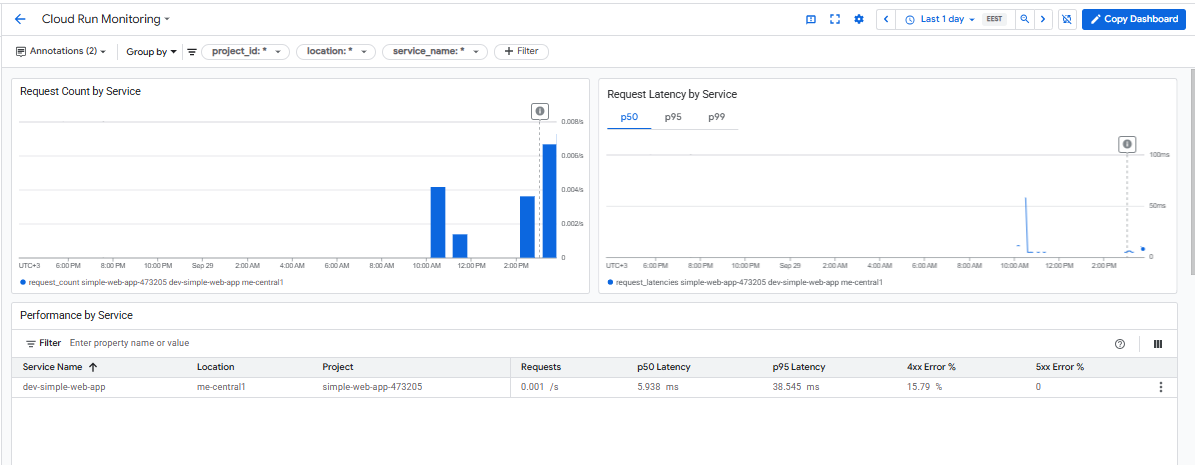 Cloud Run Monitoring
Last 1 day EEST
Copy Dashboard
Annotations (2) Group by project_id: * location: * service_name: * + Filter
Request Count by Service
0.008/s
0.006/s
0.004/s
0.002/s
0
UTC+3 6:00 PM 8:00 PM 10:00 PM Sep 29 2:00 AM 4:00 AM 6:00 AM 8:00 AM 10:00 AM 12:00 PM 2:00 PM
request_count simple-web-app-473205 dev-simple-web-app me-central1
Request Latency by Service
p50 p95 p99
100ms
50ms
0
UTC+3 6:00 PM 8:00 PM 10:00 PM Sep 29 2:00 AM 4:00 AM 6:00 AM 8:00 AM 10:00 AM 12:00 PM 2:00 PM
request_latencies simple-web-app-473205 dev-simple-web-app me-central1
Performance by Service
Filter Enter property name or value
Service Name Location Project Requests p50 Latency p95 Latency 4xx Error % 5xx Error %
dev-simple-web-app me-central1 simple-web-app-473205 0.001 /s 5.938 ms 38.545 ms 15.79 % 0